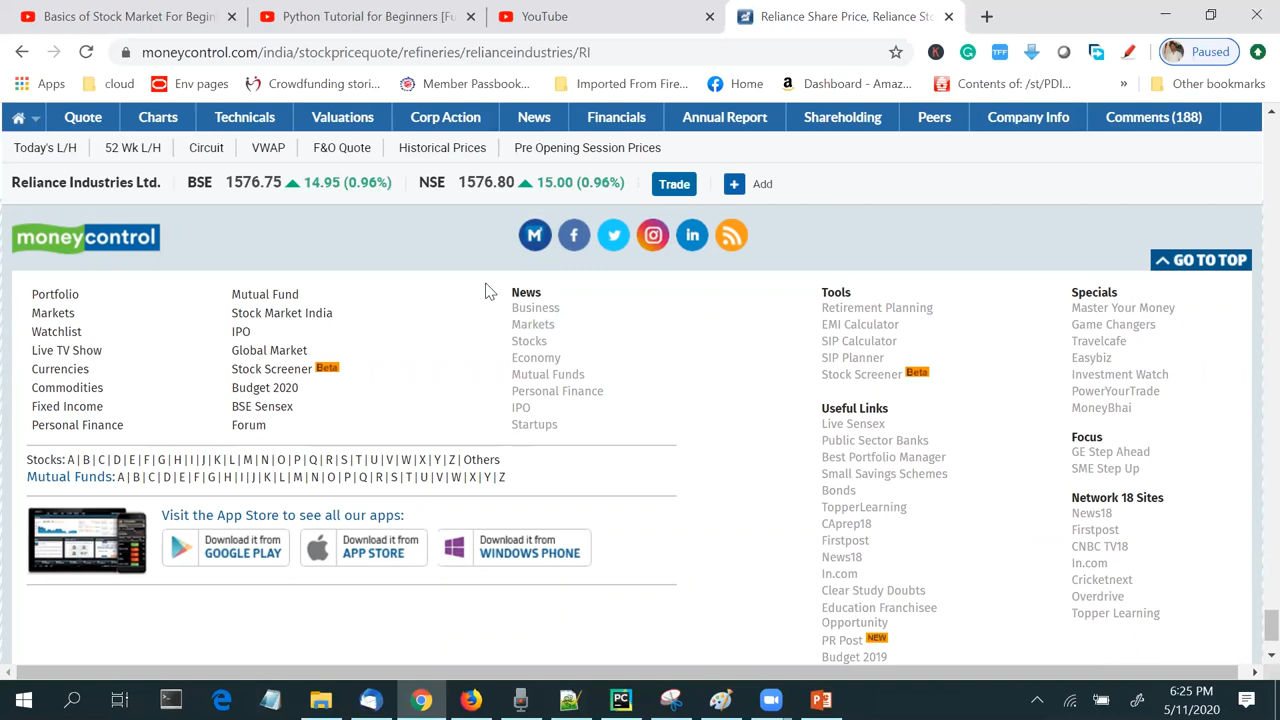 Basics of Stock Market For Begin
Python Tutorial for Beginners [Fu
YouTube
Reliance Share Price, Reliance Sto
moneycontrol.com/india/stockpricequote/refineries/relianceindustries/RI
TFF
Paused
Apps
cloud
Env pages
Crowdfunding stori...
Member Passbook...
Imported From Fire...
Home
Dashboard - Amaz...
Contents of: /st/PDI...
»
Other bookmarks
Quote
Charts
Technicals
Valuations
Corp Action
News
Financials
Annual Report
Shareholding
Peers
Company Info
Comments (188)
Today's L/H
52 Wk L/H
Circuit
VWAP
F&O Quote
Historical Prices
Pre Opening Session Prices
Reliance Industries Ltd. BSE 1576.75 14.95 (0.96%) NSE 1576.80 15.00 (0.96%) Trade + Add
moneycontrol
GO TO TOP
Portfolio
Markets
Watchlist
Live TV Show
Currencies
Commodities
Fixed Income
Personal Finance
Mutual Fund
Stock Market India
IPO
Global Market
Stock Screener Beta
Budget 2020
BSE Sensex
Forum
Stocks: A|B|C|D|E|F|G|H|I|J|K|L|M|N|O|P|Q|R|S|T|U|V|W|X|Y|Z|Others
Mutual Funds: A|B|C|D|E|F|G|H|I|J|K|L|M|N|O|P|Q|R|S|T|U|V|W|X|Y|Z
Visit the App Store to see all our apps:
Download it from
GOOGLE PLAY
Download it from
APP STORE
Download it from
WINDOWS PHONE
News
Business
Markets
Stocks
Economy
Mutual Funds
Personal Finance
IPO
Startups
Tools
Retirement Planning
EMI Calculator
SIP Calculator
SIP Planner
Stock Screener Beta
Useful Links
Live Sensex
Public Sector Banks
Best Portfolio Manager
Small Savings Schemes
Bonds
TopperLearning
CAprep18
Firstpost
News18
In.com
Clear Study Doubts
Education Franchisee
Opportunity
PR Post NEW
Budget 2019
Specials
Master Your Money
Game Changers
Travelcafe
Easybiz
Investment Watch
PowerYourTrade
MoneyBhai
Focus
GE Step Ahead
SME Step Up
Network 18 Sites
News18
Firstpost
CNBC TV18
In.com
Cricketnext
Overdrive
Topper Learning
6:25 PM
5/11/2020